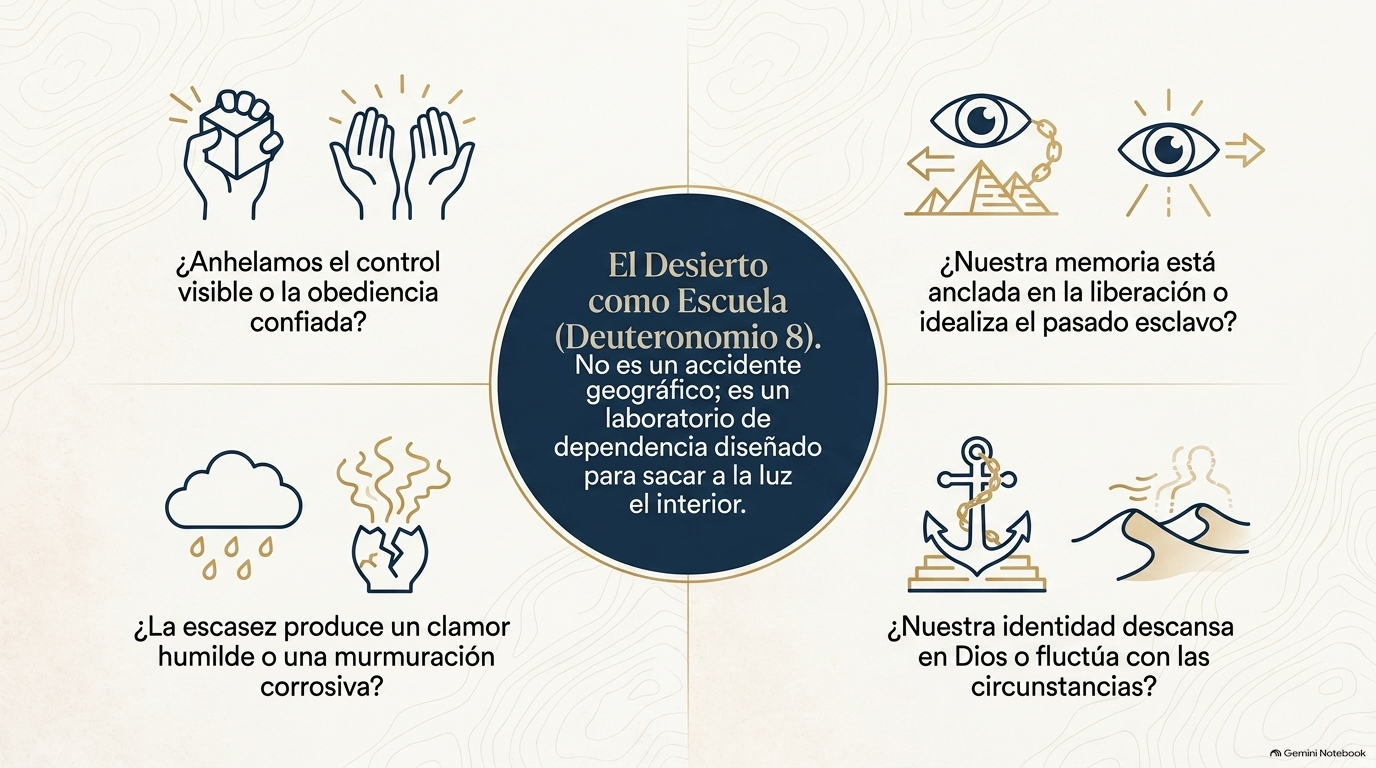 ¿Anhelamos el control
visible o la obediencia
confiada?
¿Nuestra memoria está
anclada en la liberación o
idealiza el pasado esclavo?
El Desierto
como Escuela
(Deuteronomio 8).
No es un accidente
geográfico; es un
laboratorio de
dependencia diseñado
para sacar a la luz
el interior.
¿La escasez produce un clamor
humilde o una murmuración
corrosiva?
¿Nuestra identidad descansa
en Dios o fluctúa con las
circunstancias?
Gemini Notebook